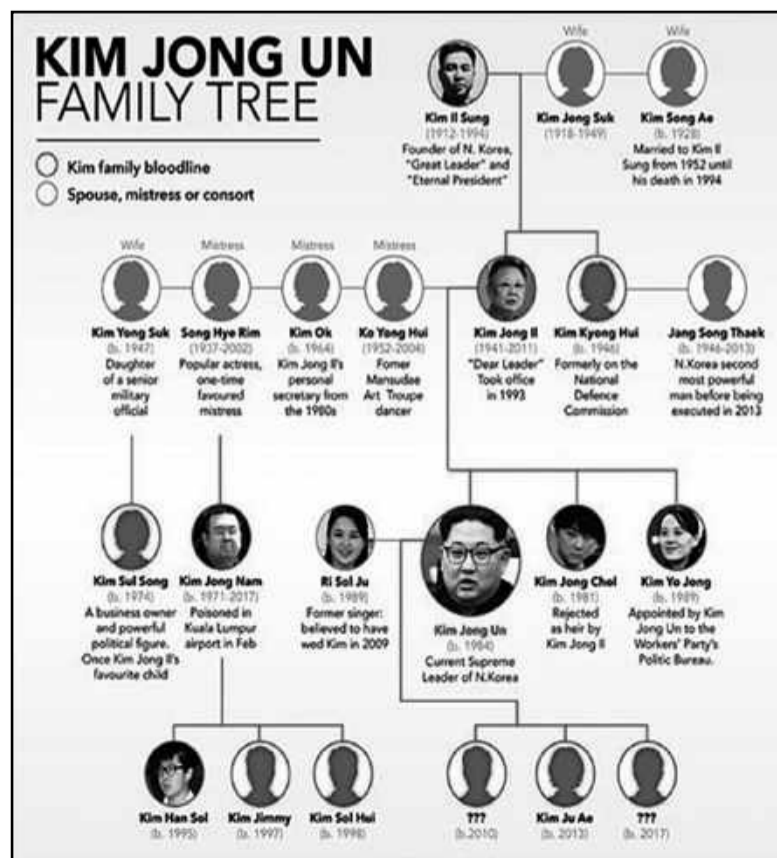 KIM JONG UN
FAMILY TREE
Kim family bloodline
Spouse, mistress or consort
Wife
Wife
Kim Il Sung
(1912-1994)
Founder of N. Korea,
"Great Leader" and
"Eternal President"
Kim Jong Suk
(1918-1949)
Kim Song Ae
(b. 1928)
Married to Kim Il
Sung from 1952 until
his death in 1994
Wife
Mistress
Mistress
Mistress
Kim Yong Suk
(b. 1947)
Daughter
of a senior
military
official
Song Hye Rim
(1937-2002)
Popular actress,
one-time
favoured
mistress
Kim Ok
(b. 1964)
Kim Jong Il's
personal
secretary from
the 1980s
Ko Yong Hui
(1952-2004)
Fomer
Mansudae
Art Troupe
dancer
Kim Jong Il
(1941-2011)
"Dear Leader"
Took office
in 1993
Kim Kyong Hui
(b. 1946)
Formerly on the
National
Defence
Commission
Jang Song Thaek
(b. 1946-2013)
N.Korea second
most powerful
man before being
executed in 2013
Kim Sul Song
(b. 1974)
A business owner
and powerful
political figure.
Once Kim Jong Il's
favourite child
Kim Jong Nam
(b. 1971-2017)
Poisoned in
Kuala Lumpur
airport in Feb
Ri Sol Ju
(b. 1989)
Former singer:
believed to have
wed Kim in 2009
Kim Jong Un
(b. 1984)
Current Supreme
Leader of N.Korea
Kim Jong Chol
(b. 1981)
Rejected
as heir by
Kim Jong Il
Kim Yo Jong
(b. 1989)
Appointed by Kim
Jong Un to the
Workers' Party's
Politic Bureau.
Kim Han Sol
(b. 1995)
Kim Jimmy
(b. 1997)
Kim Sol Hui
(b. 1998)
???
(b.2010)
Kim Ju Ae
(b. 2013)
???
(b. 2017)